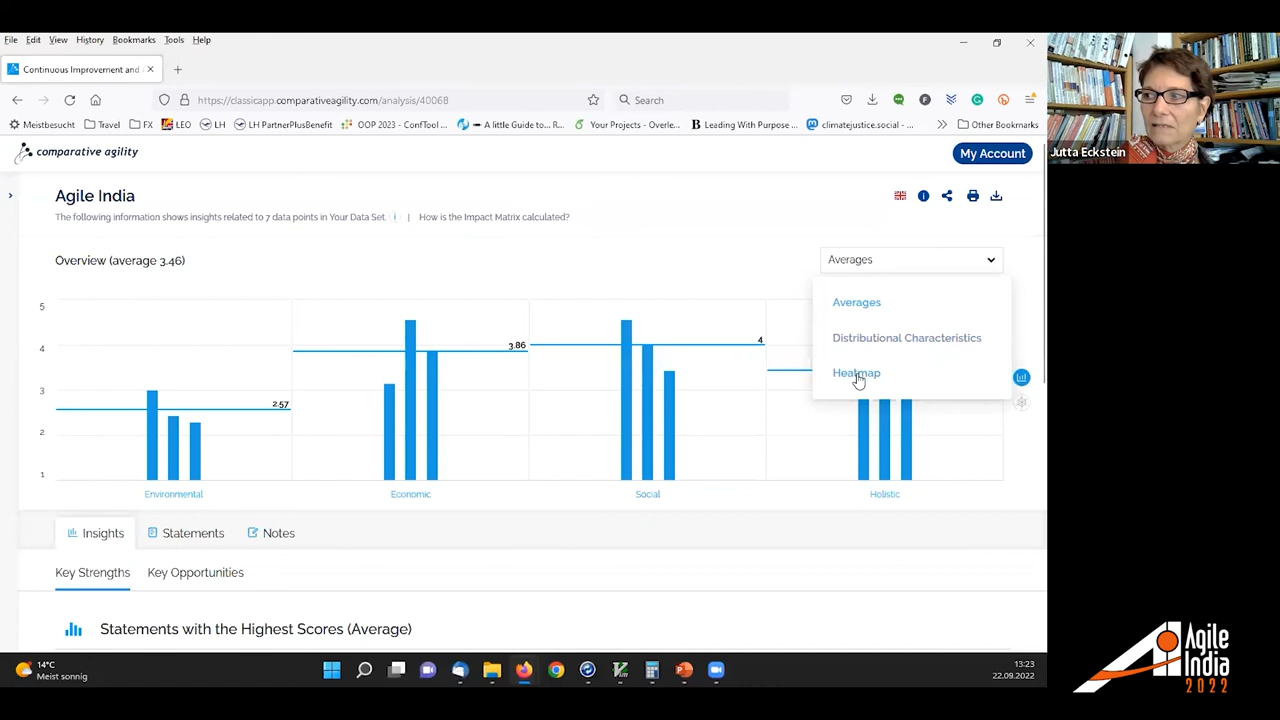 File Edit View History Bookmarks Tools Help
Continuous Improvement and
https://classicapp.comparativeagility.com/analysis/40068
Search
Meistbesucht Travel FX LEO LH LH PartnerPlusBenefit OOP 2023 - ConfTool ... A little Guide to... R... Your Projects - Overle... Leading With Purpose ... climatejustice.social - ... Other Bookmarks
comparative agility
My Account
Jutta Eckstein
Agile India
The following information shows insights related to 7 data points in Your Data Set. i | How is the Impact Matrix calculated?
Overview (average 3.46)
Averages
Averages
Distributional Characteristics
Heatmap
5
4
3
2
1
2.57
3.86
4
Environmental
Economic
Social
Holistic
Insights Statements Notes
Key Strengths Key Opportunities
Statements with the Highest Scores (Average)
14°C
Meist sonnig
13:23
22.09.2022
Agile
India
2022